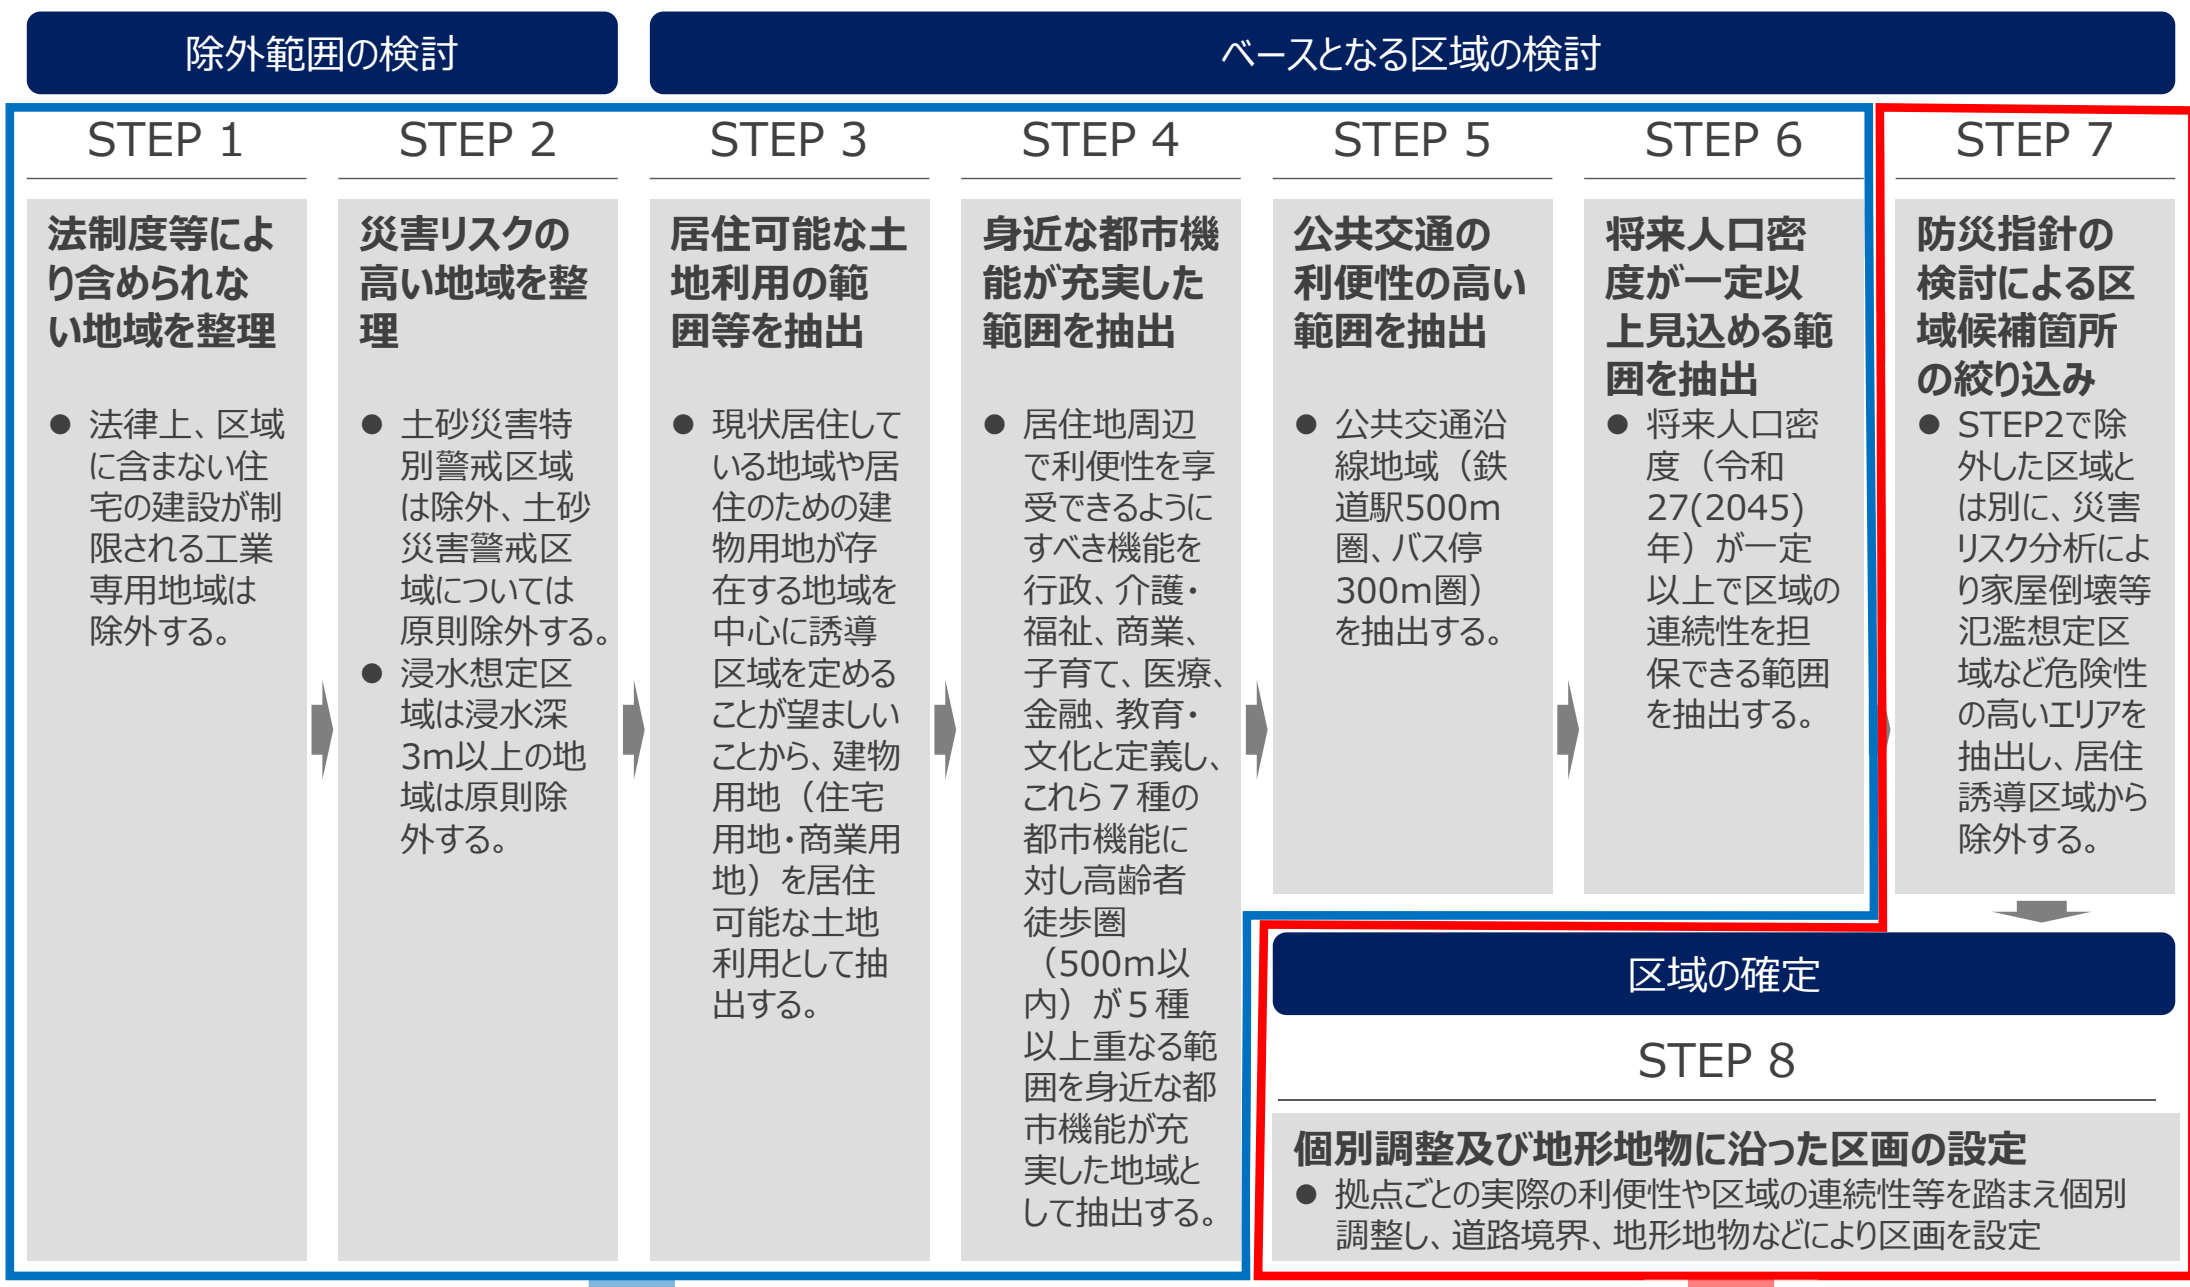 除外範囲の検討
ベースとなる区域の検討
STEP 1
法制度等によ
り含められな
い地域を整理
● 法律上、区域
に含まない住
宅の建設が制
限される工業
専用地域は
除外する。
STEP 2
災害リスクの
高い地域を整
理
● 土砂災害特
別警戒区域
は除外、土砂
災害警戒区
域については
原則除外する。
● 浸水想定区
域は浸水深
3m以上の地
域は原則除
外する。
STEP 3
居住可能な土
地利用の範
囲等を抽出
● 現状居住して
いる地域や居
住のための建
物用地が存
在する地域を
中心に誘導
区域を定める
ことが望ましい
ことから、建物
用地（住宅
用地・商業用
地）を居住
可能な土地
利用として抽
出する。
STEP 4
身近な都市機
能が充実した
範囲を抽出
● 居住地周辺
で利便性を享
受できるように
すべき機能を
行政、介護・
福祉、商業、
子育て、医療、
金融、教育・
文化と定義し、
これら７種の
都市機能に
対し高齢者
徒歩圏
（500m以
内）が５種
以上重なる範
囲を身近な都
市機能が充
実した地域と
して抽出する。
STEP 5
公共交通の
利便性の高い
範囲を抽出
● 公共交通沿
線地域（鉄
道駅500m
圏、バス停
300m圏）
を抽出する。
STEP 6
将来人口密
度が一定以
上見込める範
囲を抽出
● 将来人口密
度（令和
27(2045)
年）が一定
以上で区域の
連続性を担
保できる範囲
を抽出する。
STEP 7
防災指針の
検討による区
域候補箇所
の絞り込み
● STEP2で除
外した区域と
は別に、災害
リスク分析によ
り家屋倒壊等
氾濫想定区
域など危険性
の高いエリアを
抽出し、居住
誘導区域から
除外する。
区域の確定
STEP 8
個別調整及び地形地物に沿った区画の設定
● 拠点ごとの実際の利便性や区域の連続性等を踏まえ個別
調整し、道路境界、地形地物などにより区画を設定